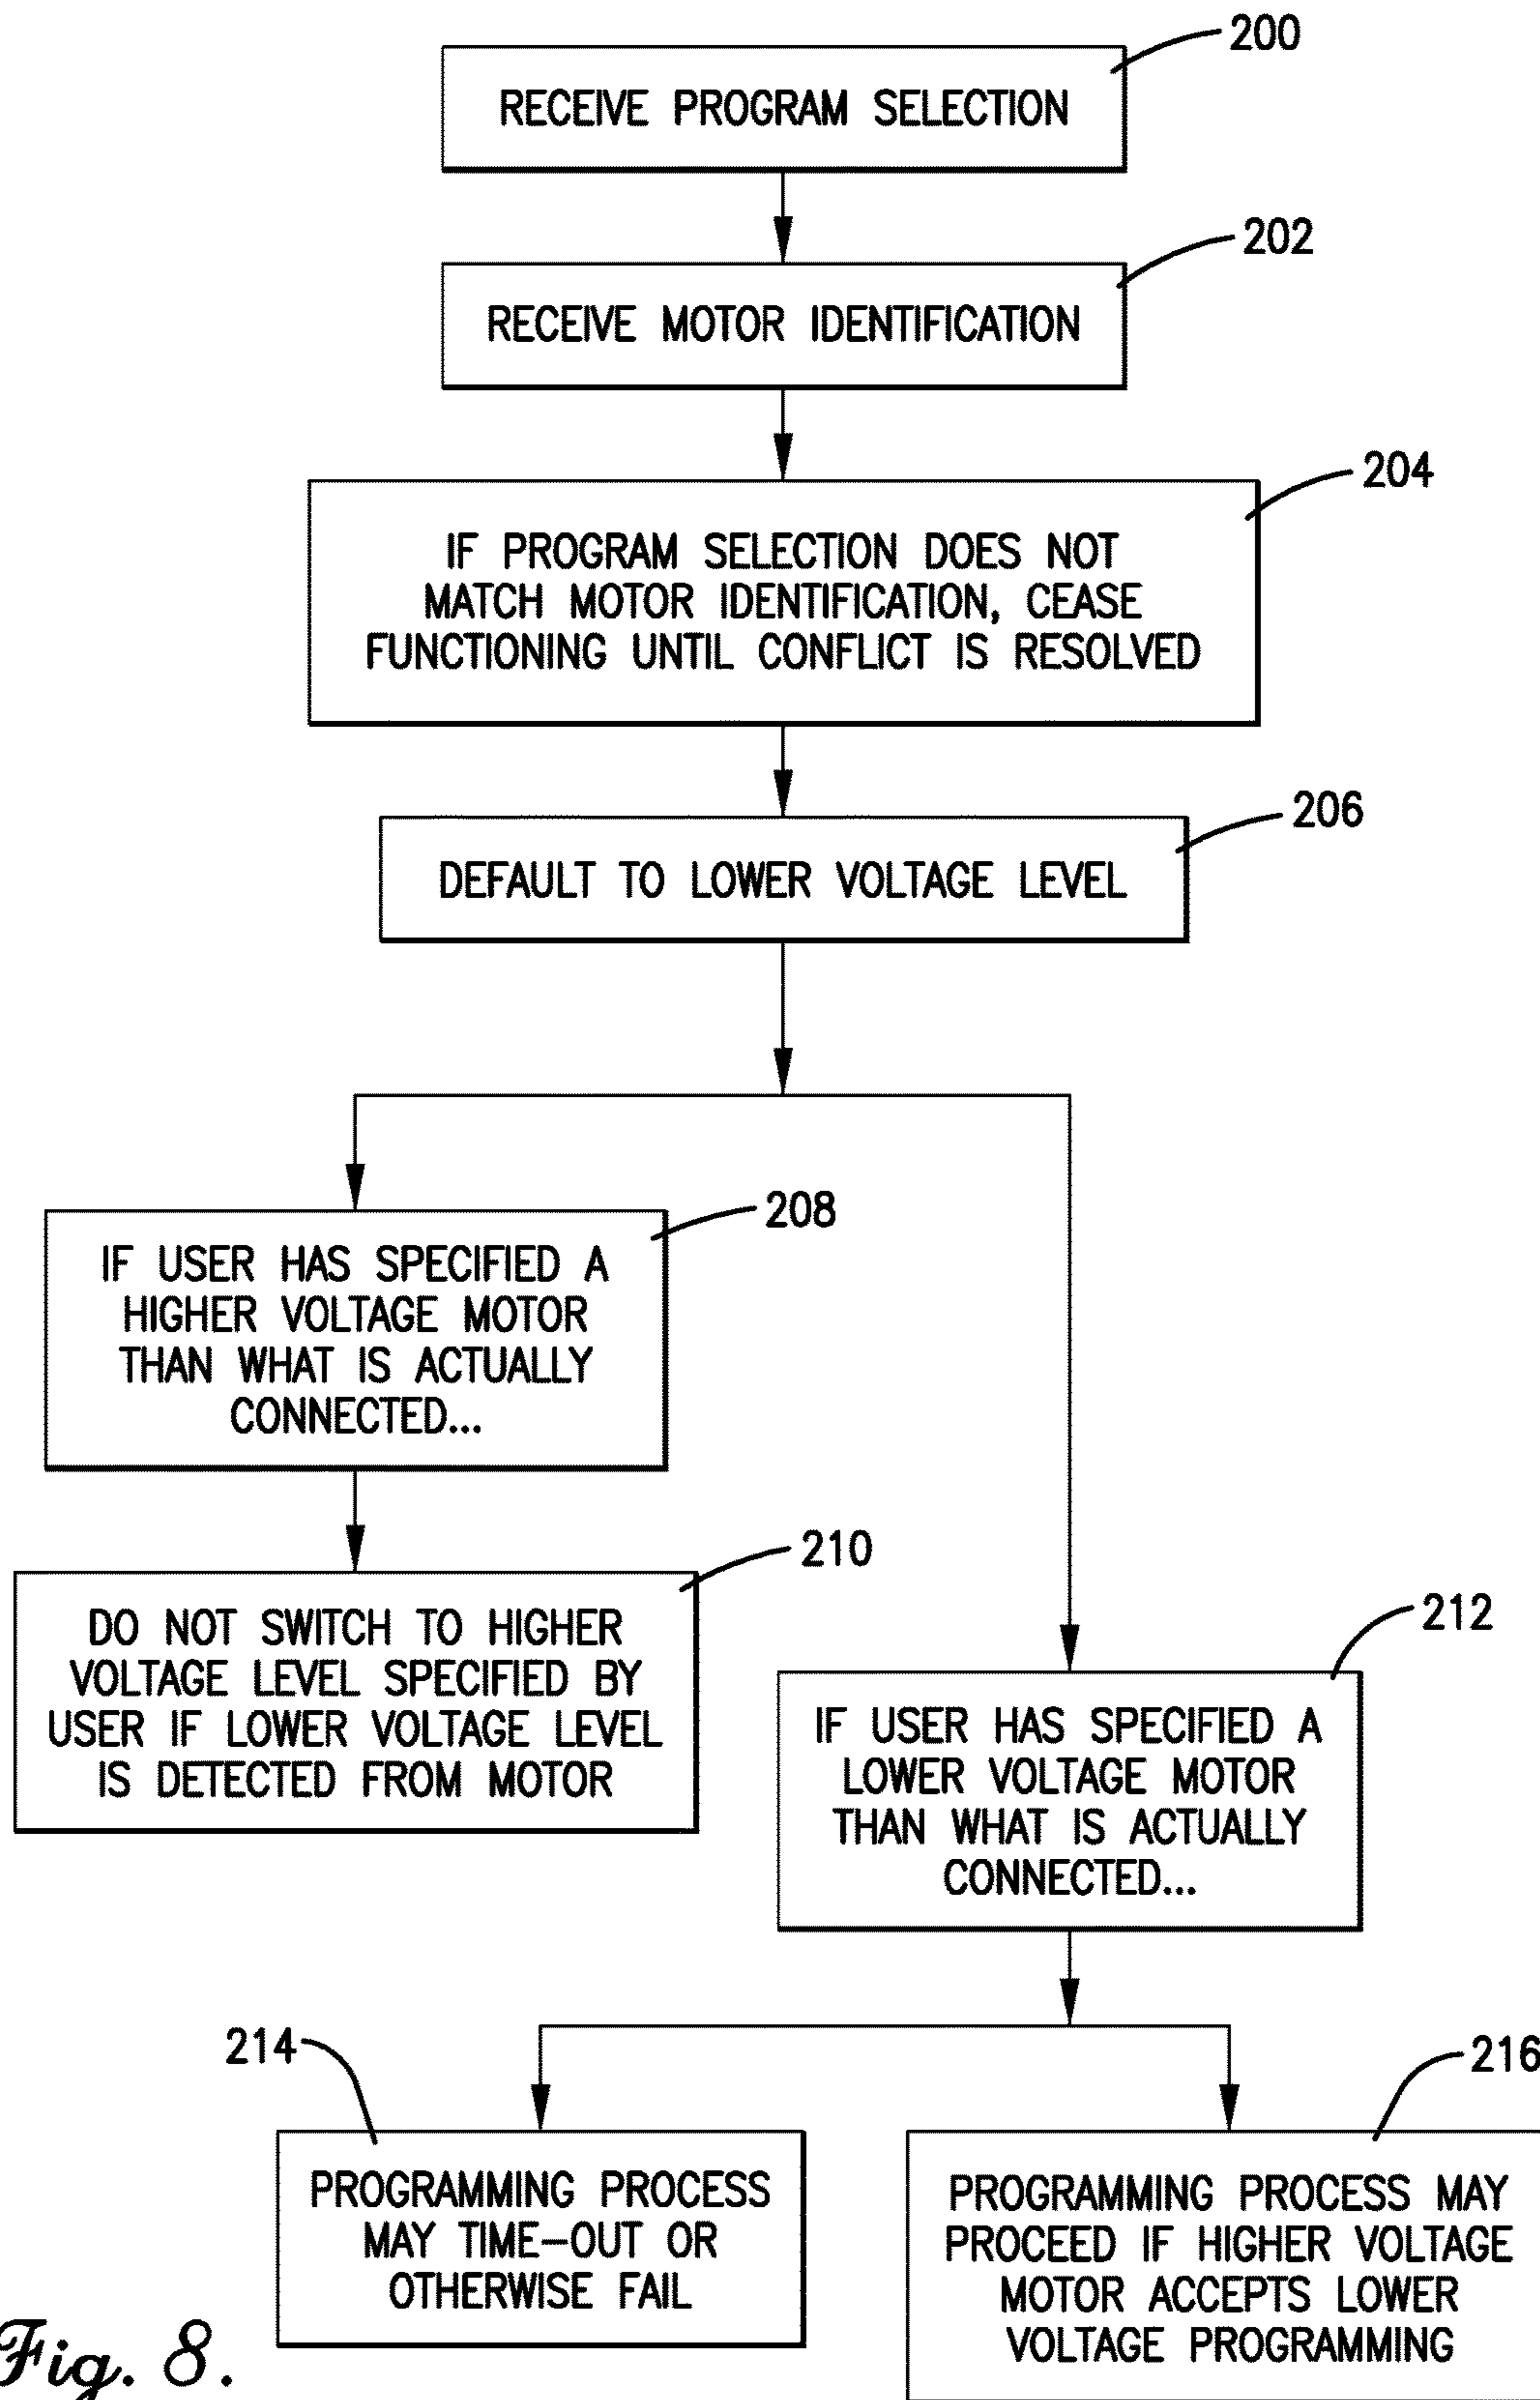 200
RECEIVE PROGRAM SELECTION
202
RECEIVE MOTOR IDENTIFICATION
204
IF PROGRAM SELECTION DOES NOT
MATCH MOTOR IDENTIFICATION, CEASE
FUNCTIONING UNTIL CONFLICT IS RESOLVED
206
DEFAULT TO LOWER VOLTAGE LEVEL
208
IF USER HAS SPECIFIED A
HIGHER VOLTAGE MOTOR
THAN WHAT IS ACTUALLY
CONNECTED...
210
DO NOT SWITCH TO HIGHER
VOLTAGE LEVEL SPECIFIED BY
USER IF LOWER VOLTAGE LEVEL
IS DETECTED FROM MOTOR
212
IF USER HAS SPECIFIED A
LOWER VOLTAGE MOTOR
THAN WHAT IS ACTUALLY
CONNECTED...
214
PROGRAMMING PROCESS
MAY TIME-OUT OR
OTHERWISE FAIL
216
PROGRAMMING PROCESS MAY
PROCEED IF HIGHER VOLTAGE
MOTOR ACCEPTS LOWER
VOLTAGE PROGRAMMING
Fig. 8.